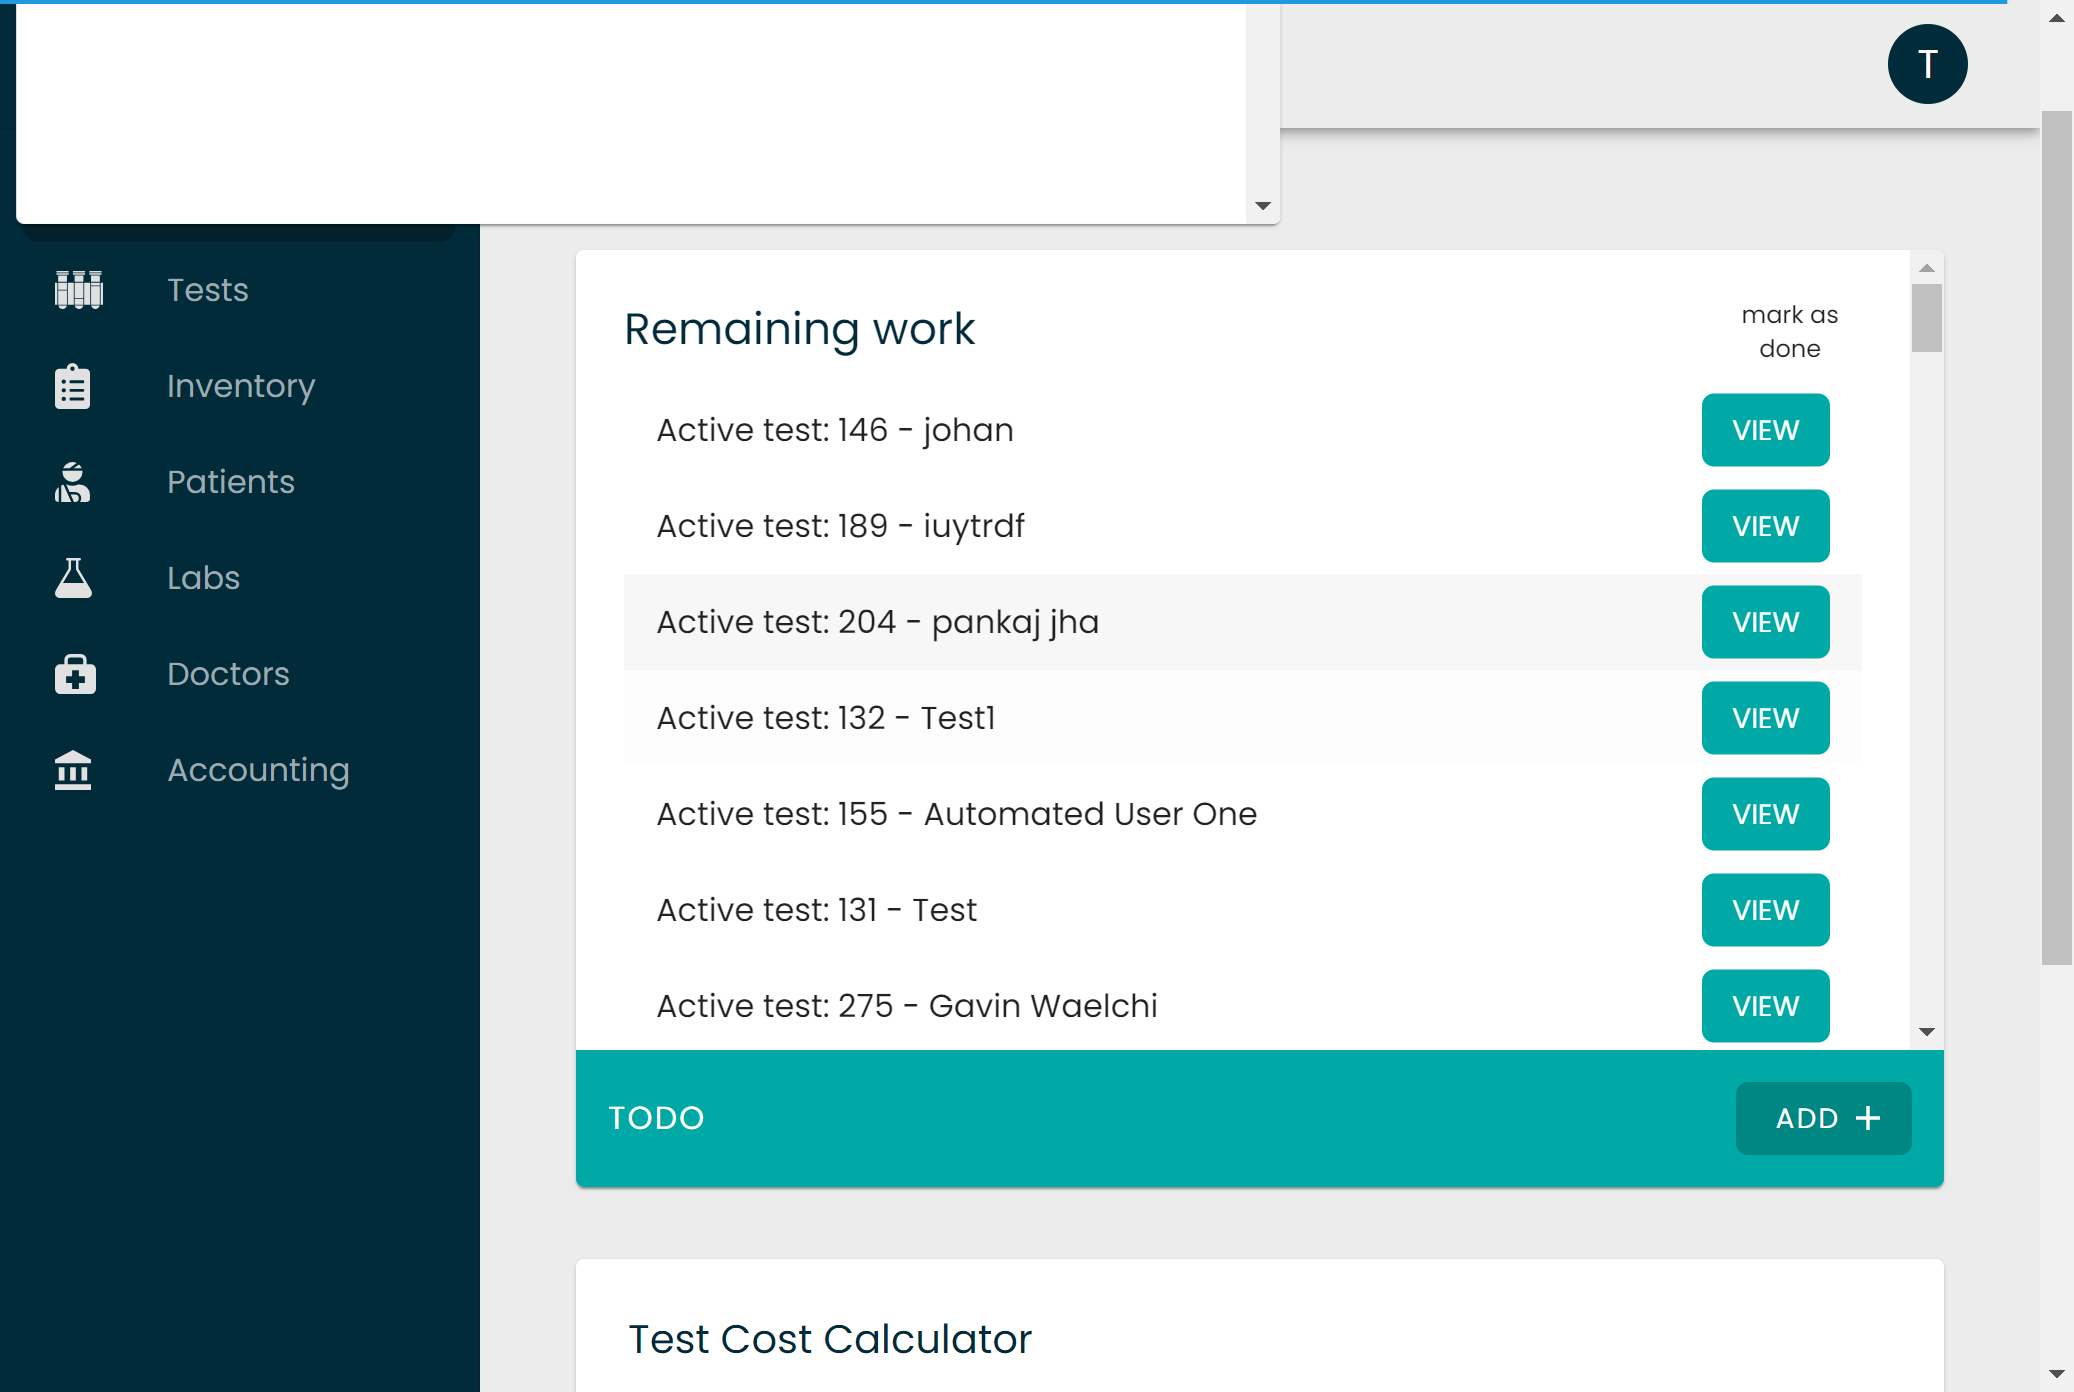 T
Tests
Inventory
Patients
Labs
Doctors
Accounting
Remaining work
mark as
done
Active test: 146 - johan
VIEW
Active test: 189 - iuytrdf
VIEW
Active test: 204 - pankaj jha
VIEW
Active test: 132 - Test1
VIEW
Active test: 155 - Automated User One
VIEW
Active test: 131 - Test
VIEW
Active test: 275 - Gavin Waelchi
VIEW
TODO
ADD +
Test Cost Calculator